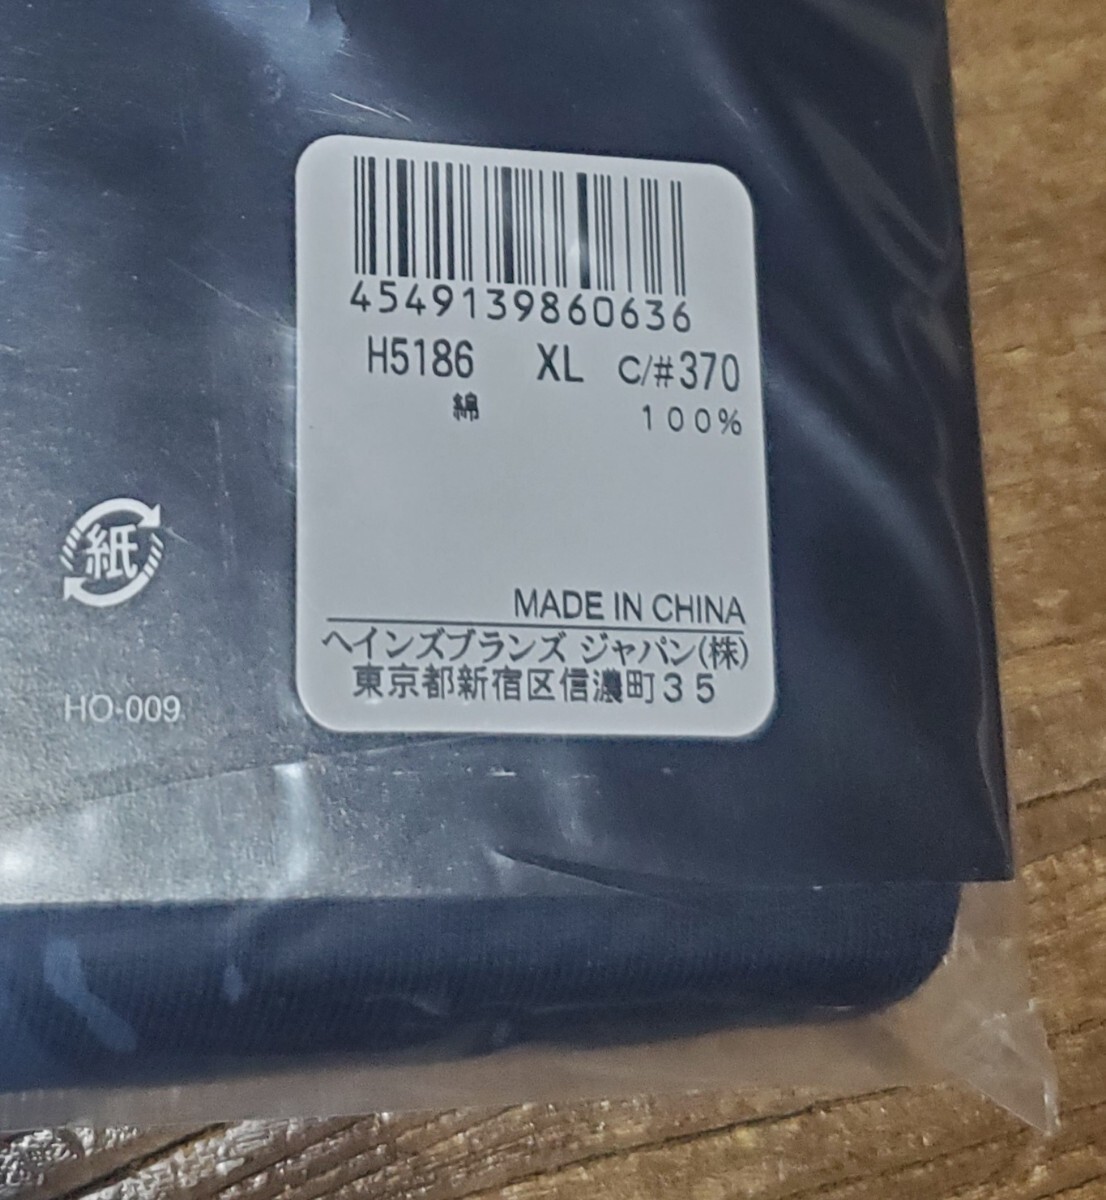 4549139860636
H5186 XL C/#370
綿 100%
MADE IN CHINA
ヘインズブランズ ジャパン(株)
東京都新宿区信濃町35
紙
HO-009